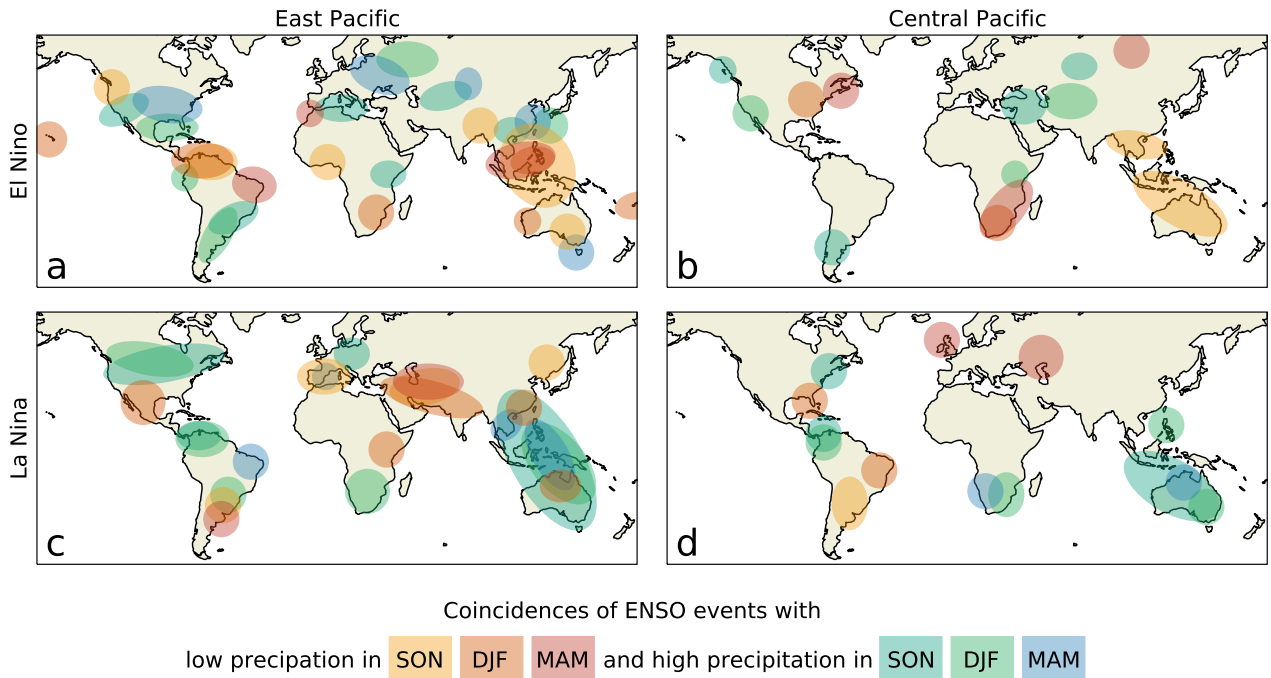 East Pacific
Central Pacific
El Nino
a
b
La Nina
c
d
Coincidences of ENSO events with
low precipation in SON DJF MAM and high precipitation in SON DJF MAM